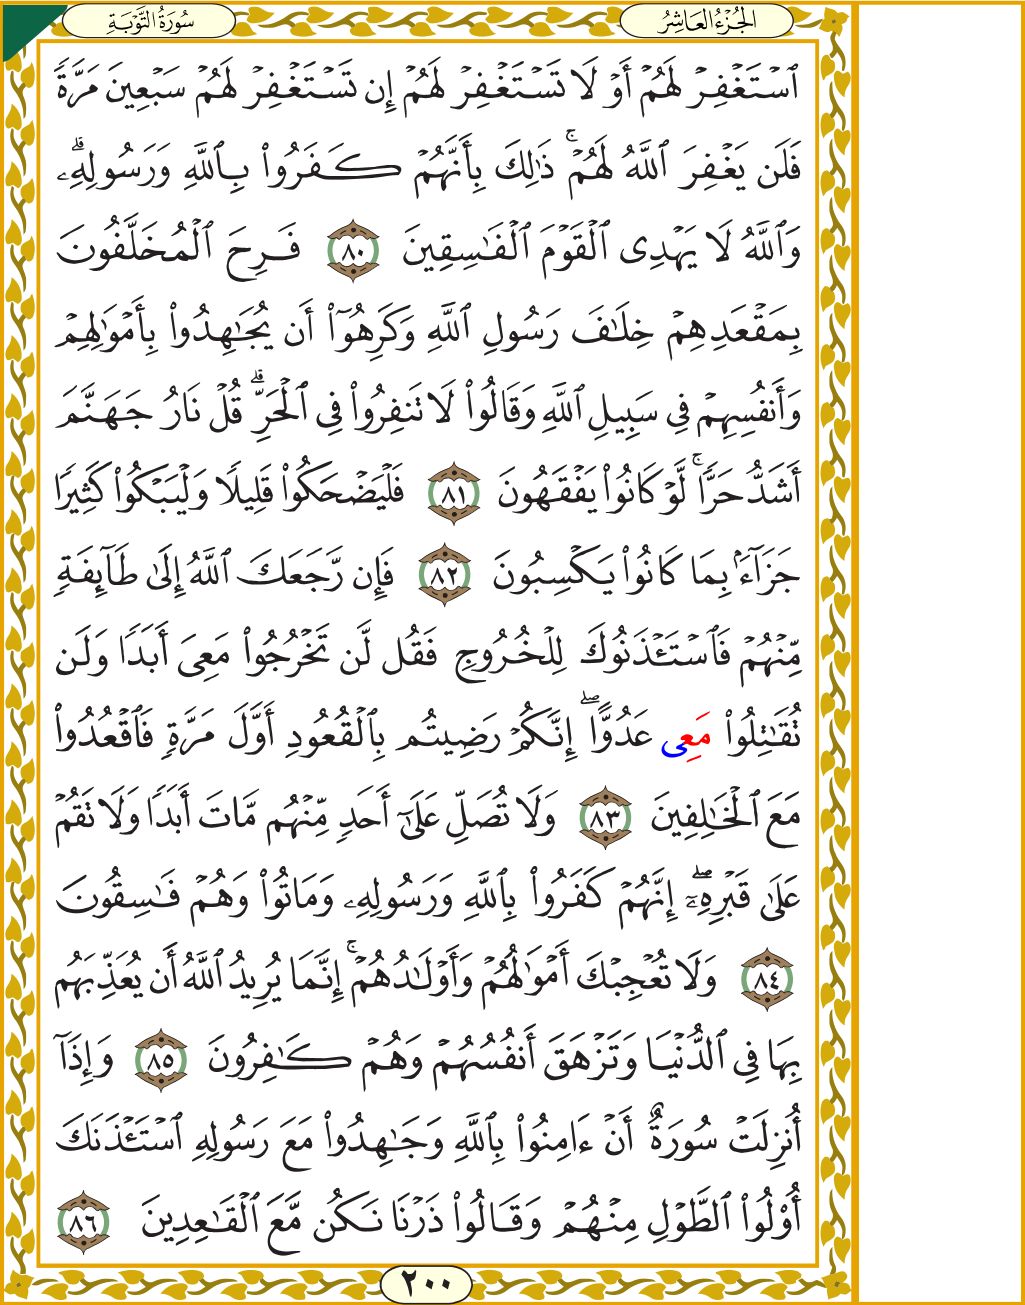 سُورَةُ التَّوْبَةِ
الجُزْءُ العَاشِرُ
ٱسۡتَغۡفِرۡ لَهُمۡ أَوۡ لَا تَسۡتَغۡفِرۡ لَهُمۡ إِن تَسۡتَغۡفِرۡ لَهُمۡ سَبۡعِينَ مَرَّةٗ
فَلَن يَغۡفِرَ ٱللَّهُ لَهُمۡۚ ذَٰلِكَ بِأَنَّهُمۡ كَفَرُواْ بِٱللَّهِ وَرَسُولِهِۦۗ
وَٱللَّهُ لَا يَهۡدِى ٱلۡقَوۡمَ ٱلۡفَٰسِقِينَ ٨٠ فَرِحَ ٱلۡمُخَلَّفُونَ
بِمَقۡعَدِهِمۡ خِلَٰفَ رَسُولِ ٱللَّهِ وَكَرِهُوٓاْ أَن يُجَٰهِدُواْ بِأَمۡوَٰلِهِمۡ
وَأَنفُسِهِمۡ فِى سَبِيلِ ٱللَّهِ وَقَالُواْ لَا تَنفِرُواْ فِى ٱلۡحَرِّۗ قُلۡ نَارُ جَهَنَّمَ
أَشَدُّ حَرّٗاۚ لَّوۡ كَانُواْ يَفۡقَهُونَ ٨١ فَلۡيَضۡحَكُواْ قَلِيلٗا وَلۡيَبۡكُواْ كَثِيرٗا
جَزَآءَۢ بِمَا كَانُواْ يَكۡسِبُونَ ٨٢ فَإِن رَّجَعَكَ ٱللَّهُ إِلَىٰ طَآئِفَةٖ
مِّنۡهُمۡ فَٱسۡتَـٔۡذَنُوكَ لِلۡخُرُوجِ فَقُل لَّن تَخۡرُجُواْ مَعِىَ أَبَدٗا وَلَن
تُقَٰتِلُواْ مَعِى عَدُوًّاۖ إِنَّكُمۡ رَضِيتُم بِٱلۡقُعُودِ أَوَّلَ مَرَّةٖ فَٱقۡعُدُواْ
مَعَ ٱلۡخَٰلِفِينَ ٨٣ وَلَا تُصَلِّ عَلَىٰٓ أَحَدٖ مِّنۡهُم مَّاتَ أَبَدٗا وَلَا تَقُمۡ
عَلَىٰ قَبۡرِهِۦٓۖ إِنَّهُمۡ كَفَرُواْ بِٱللَّهِ وَرَسُولِهِۦ وَمَاتُواْ وَهُمۡ فَٰسِقُونَ
٨٤ وَلَا تُعۡجِبۡكَ أَمۡوَٰلُهُمۡ وَأَوۡلَٰدُهُمۡۚ إِنَّمَا يُرِيدُ ٱللَّهُ أَن يُعَذِّبَهُم
بِهَا فِى ٱلدُّنۡيَا وَتَزۡهَقَ أَنفُسُهُمۡ وَهُمۡ كَٰفِرُونَ ٨٥ وَإِذَآ
أُنزِلَتۡ سُورَةٌ أَنۡ ءَامِنُواْ بِٱللَّهِ وَجَٰهِدُواْ مَعَ رَسُولِهِ ٱسۡتَـٔۡذَنَكَ
أُوْلُواْ ٱلطَّوۡلِ مِنۡهُمۡ وَقَالُواْ ذَرۡنَا نَكُن مَّعَ ٱلۡقَٰعِدِينَ ٨٦
٢٠٠